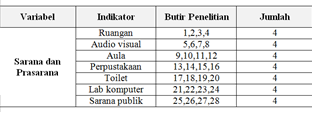 Variabel Indikator Butir Penelitian Jumlah
Sarana dan Prasarana
Ruangan 1,2,3,4 4
Audio visual 5,6,7,8 4
Aula 9,10,11,12 4
Perpustakaan 13,14,15,16 4
Toilet 17,18,19,20 4
Lab komputer 21,22,23,24 4
Sarana publik 25,26,27,28 4